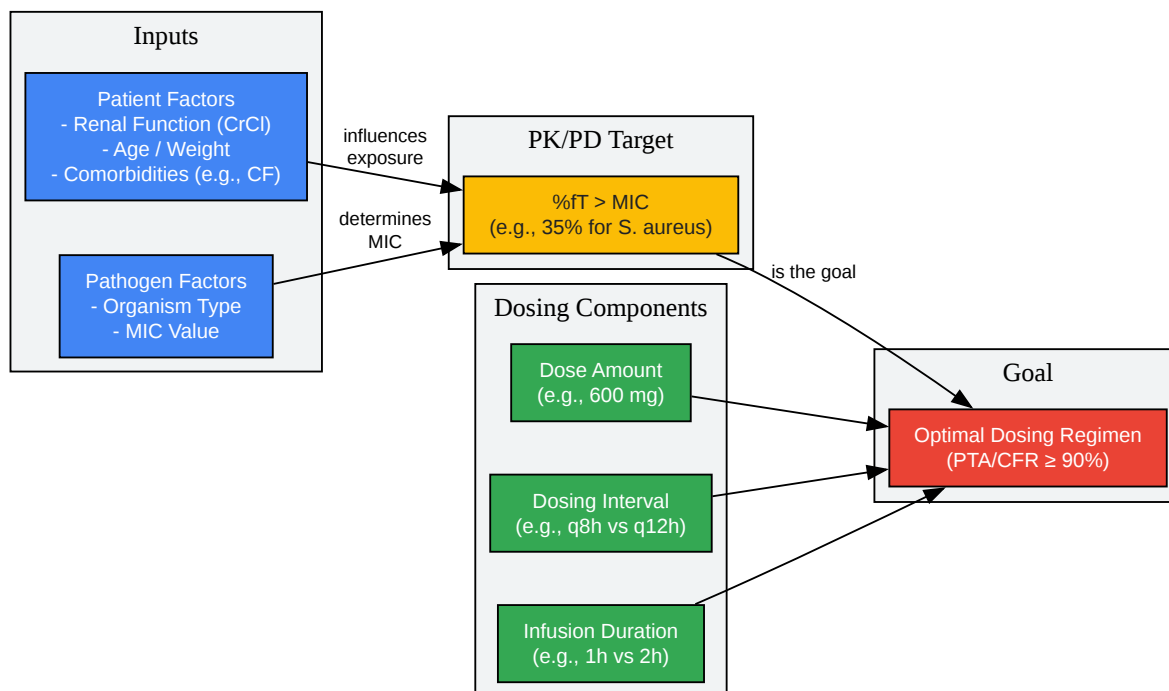 Inputs
Patient Factors
- Renal Function (CrCl)
- Age / Weight
- Comorbidities (e.g., CF)
Pathogen Factors
- Organism Type
- MIC Value
influences
exposure
determines
MIC
PK/PD Target
%fT > MIC
(e.g., 35% for S. aureus)
is the goal
Dosing Components
Dose Amount
(e.g., 600 mg)
Dosing Interval
(e.g., q8h vs q12h)
Infusion Duration
(e.g., 1h vs 2h)
Goal
Optimal Dosing Regimen
(PTA/CFR ≥ 90%)